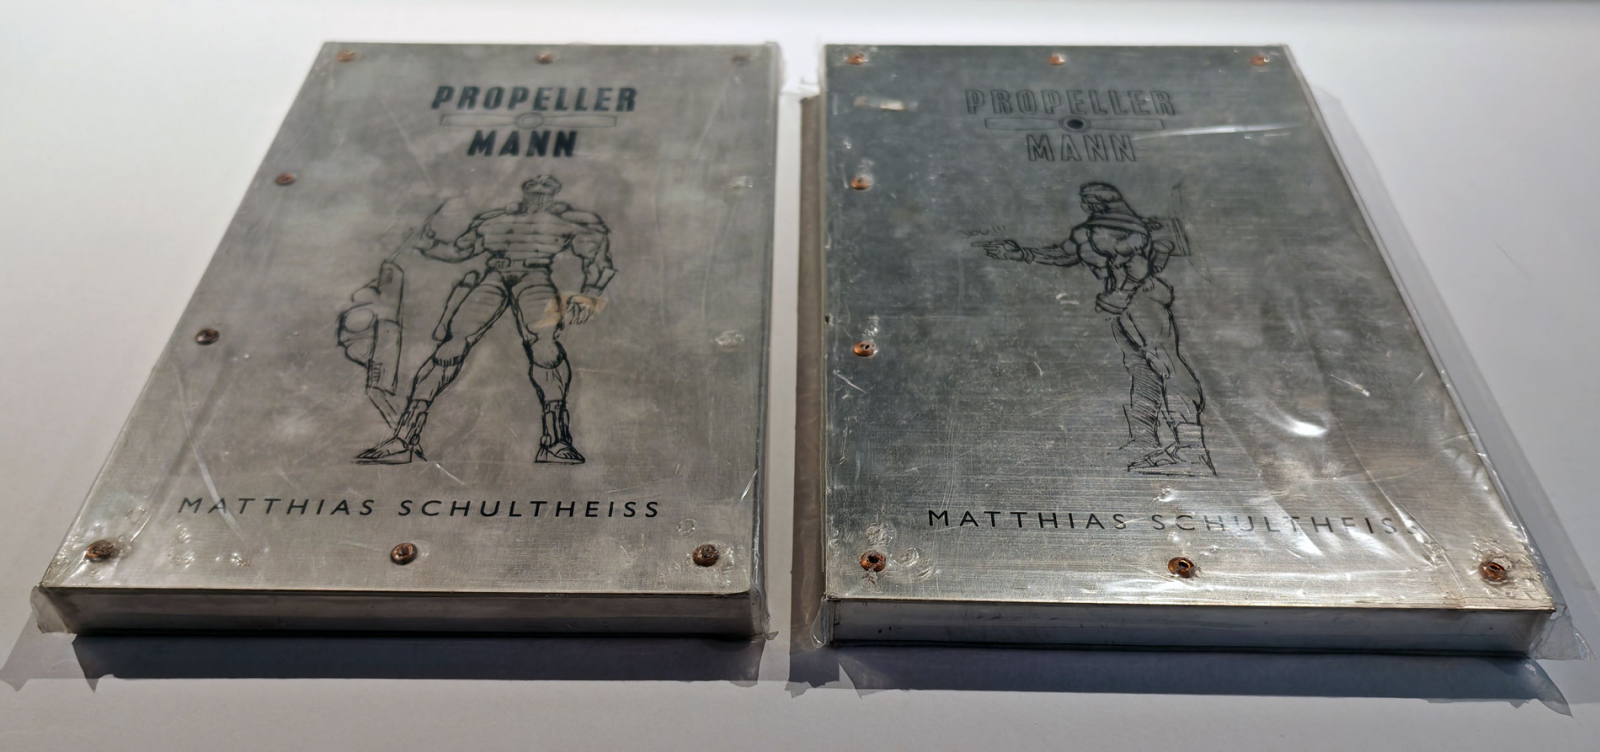 PROPELLER
MANN
MATTHIAS SCHULTHEISS
PROPELLER
MANN
MATTHIAS SCHULTHEISS